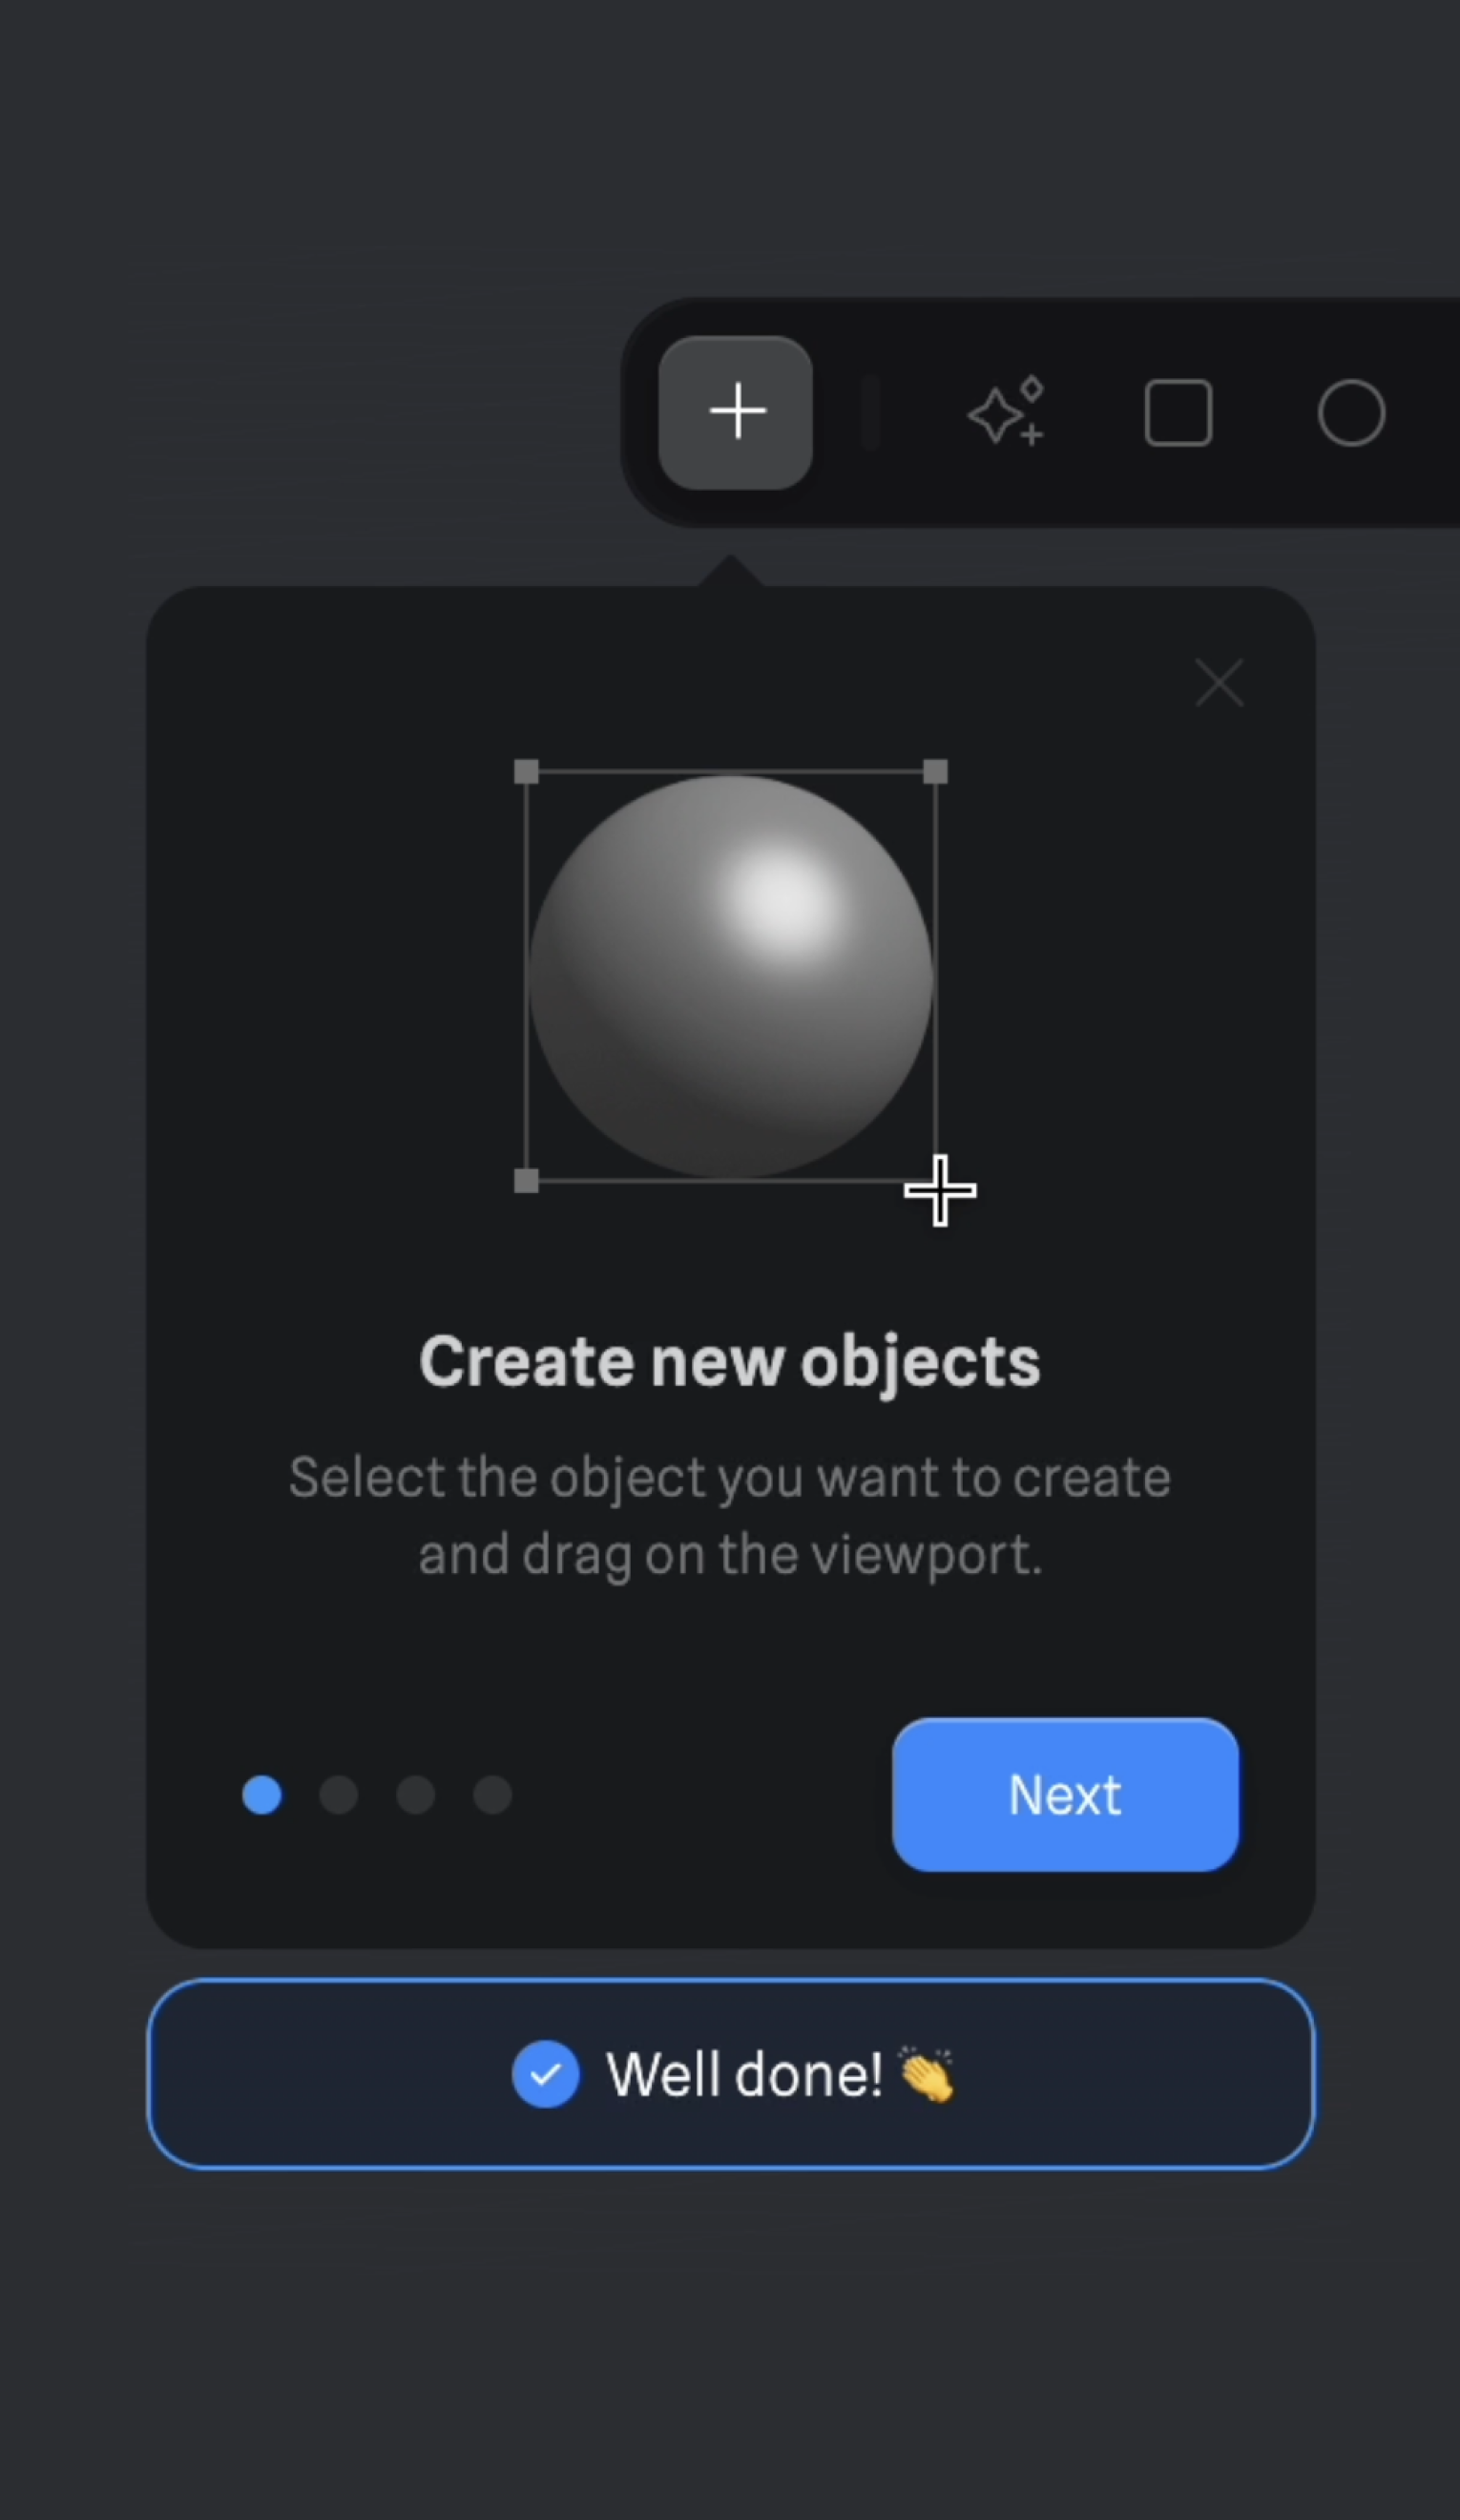 Create new objects
Select the object you want to create
and drag on the viewport.
Next
Well done! 👏